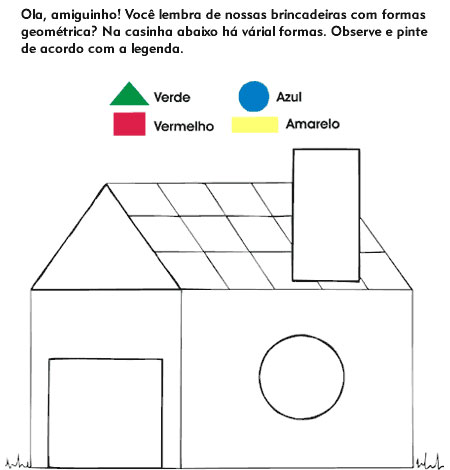 Ola, amiguinho! Você lembra de nossas brincadeiras com formas
geométrica? Na casinha abaixo há várial formas. Observe e pinte
de acordo com a legenda.
Verde
Azul
Vermelho
Amarelo